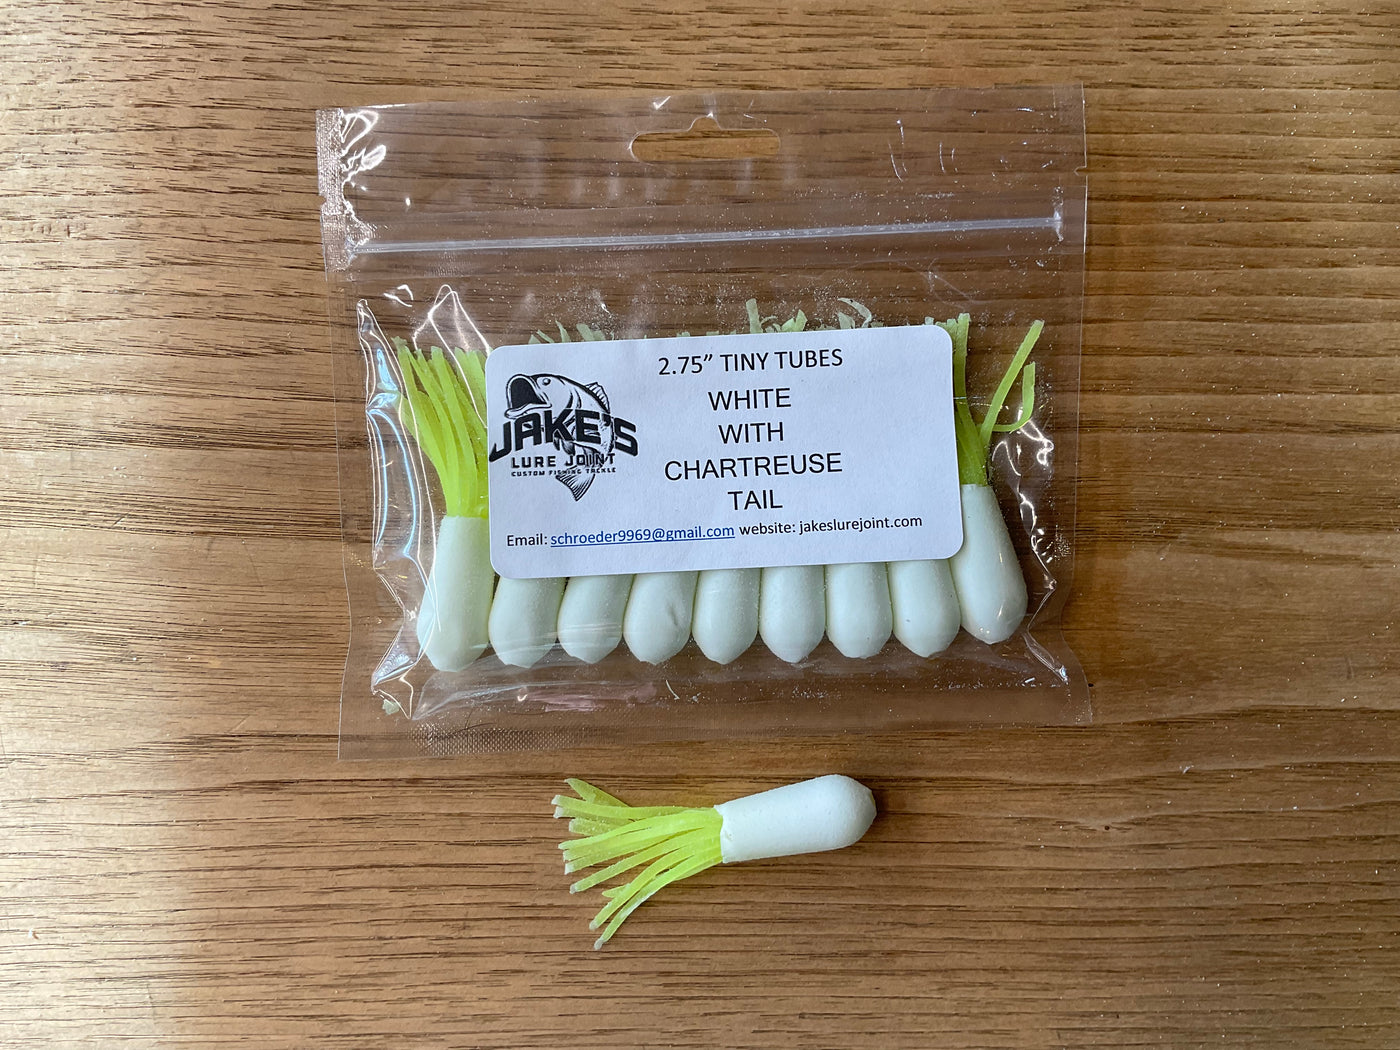 2.75” TINY TUBES
WHITE
WITH
CHARTREUSE
TAIL
JAKE'S
LURE JOINT
CUSTOM FISHING TACKLE
Email: schroeder9969@gmail.com website: jakeslurejoint.com